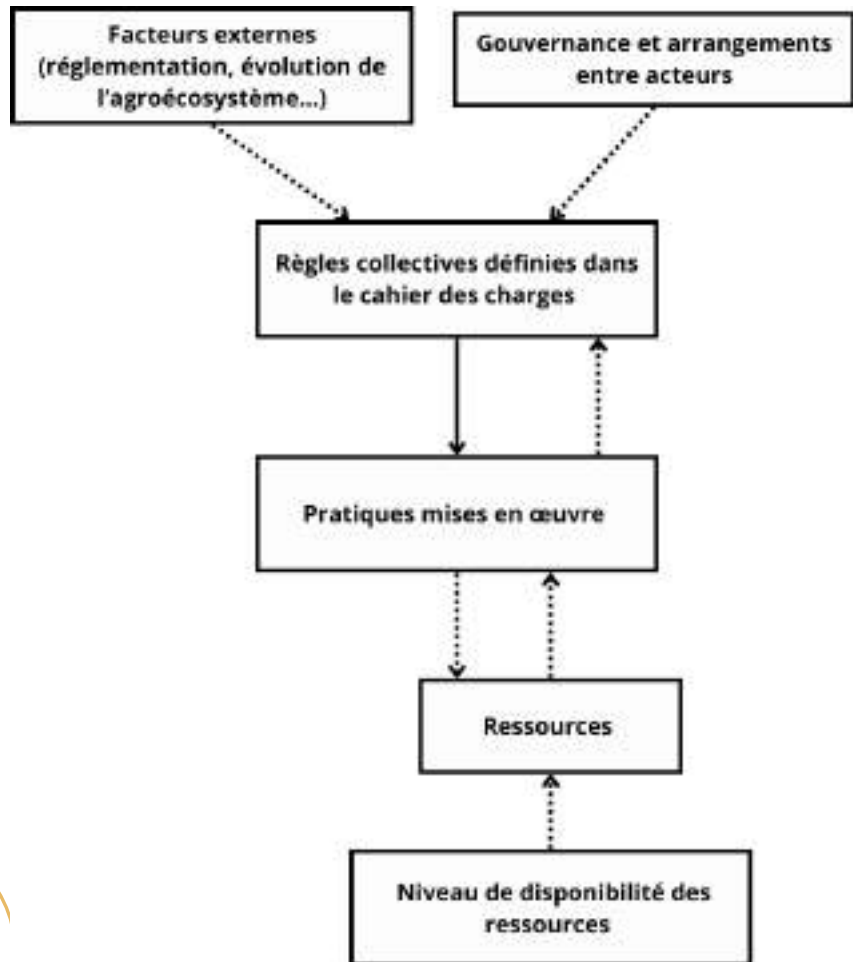 Facteurs externes
(réglementation, évolution de
l'agroécosystème...)
Gouvernance et arrangements
entre acteurs
Règles collectives définies dans
le cahier des charges
Pratiques mises en œuvre
Ressources
Niveau de disponibilité des
ressources